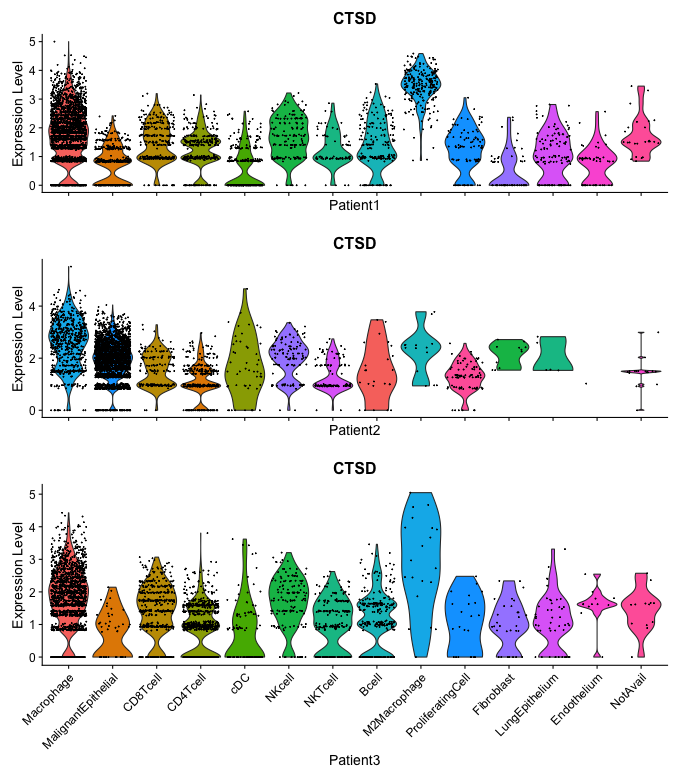 CTSD
Expression Level
5
4
3
2
1
0
Patient1
CTSD
Expression Level
4
2
0
Patient2
CTSD
Expression Level
5
4
3
2
1
0
Macrophage
MalignantEpithelial
CD8Tcell
CD4Tcell
cDC
NKcell
NKTcell
Bcell
M2Macrophage
ProliferatingCell
Fibroblast
LungEpithelium
Endothelium
NotAvail
Patient3